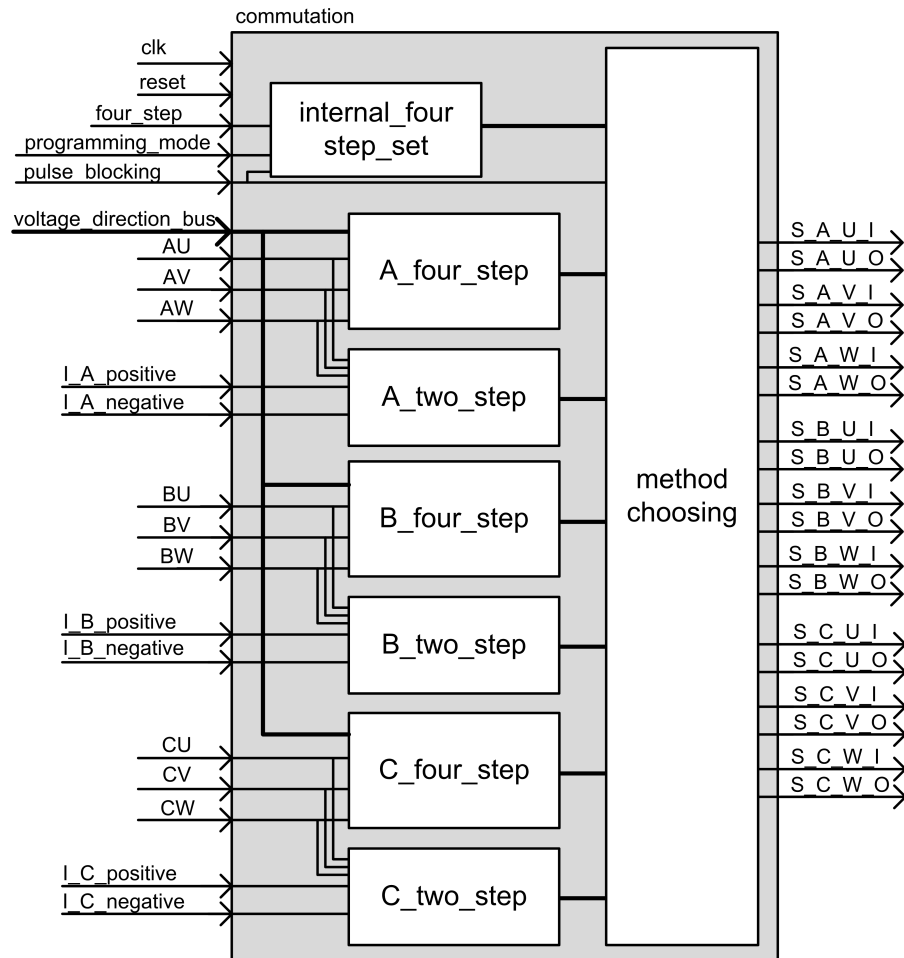 commutation
clk
reset
four_step
programming_mode
pulse_blocking
voltage_direction_bus
AU
AV
AW
I_A_positive
I_A_negative
BU
BV
BW
I_B_positive
I_B_negative
CU
CV
CW
I_C_positive
I_C_negative
internal_four
step_set
A_four_step
A_two_step
B_four_step
B_two_step
C_four_step
C_two_step
method
choosing
S_A_U_I
S_A_U_O
S_A_V_I
S_A_V_O
S_A_W_I
S_A_W_O
S_B_U_I
S_B_U_O
S_B_V_I
S_B_V_O
S_B_W_I
S_B_W_O
S_C_U_I
S_C_U_O
S_C_V_I
S_C_V_O
S_C_W_I
S_C_W_O